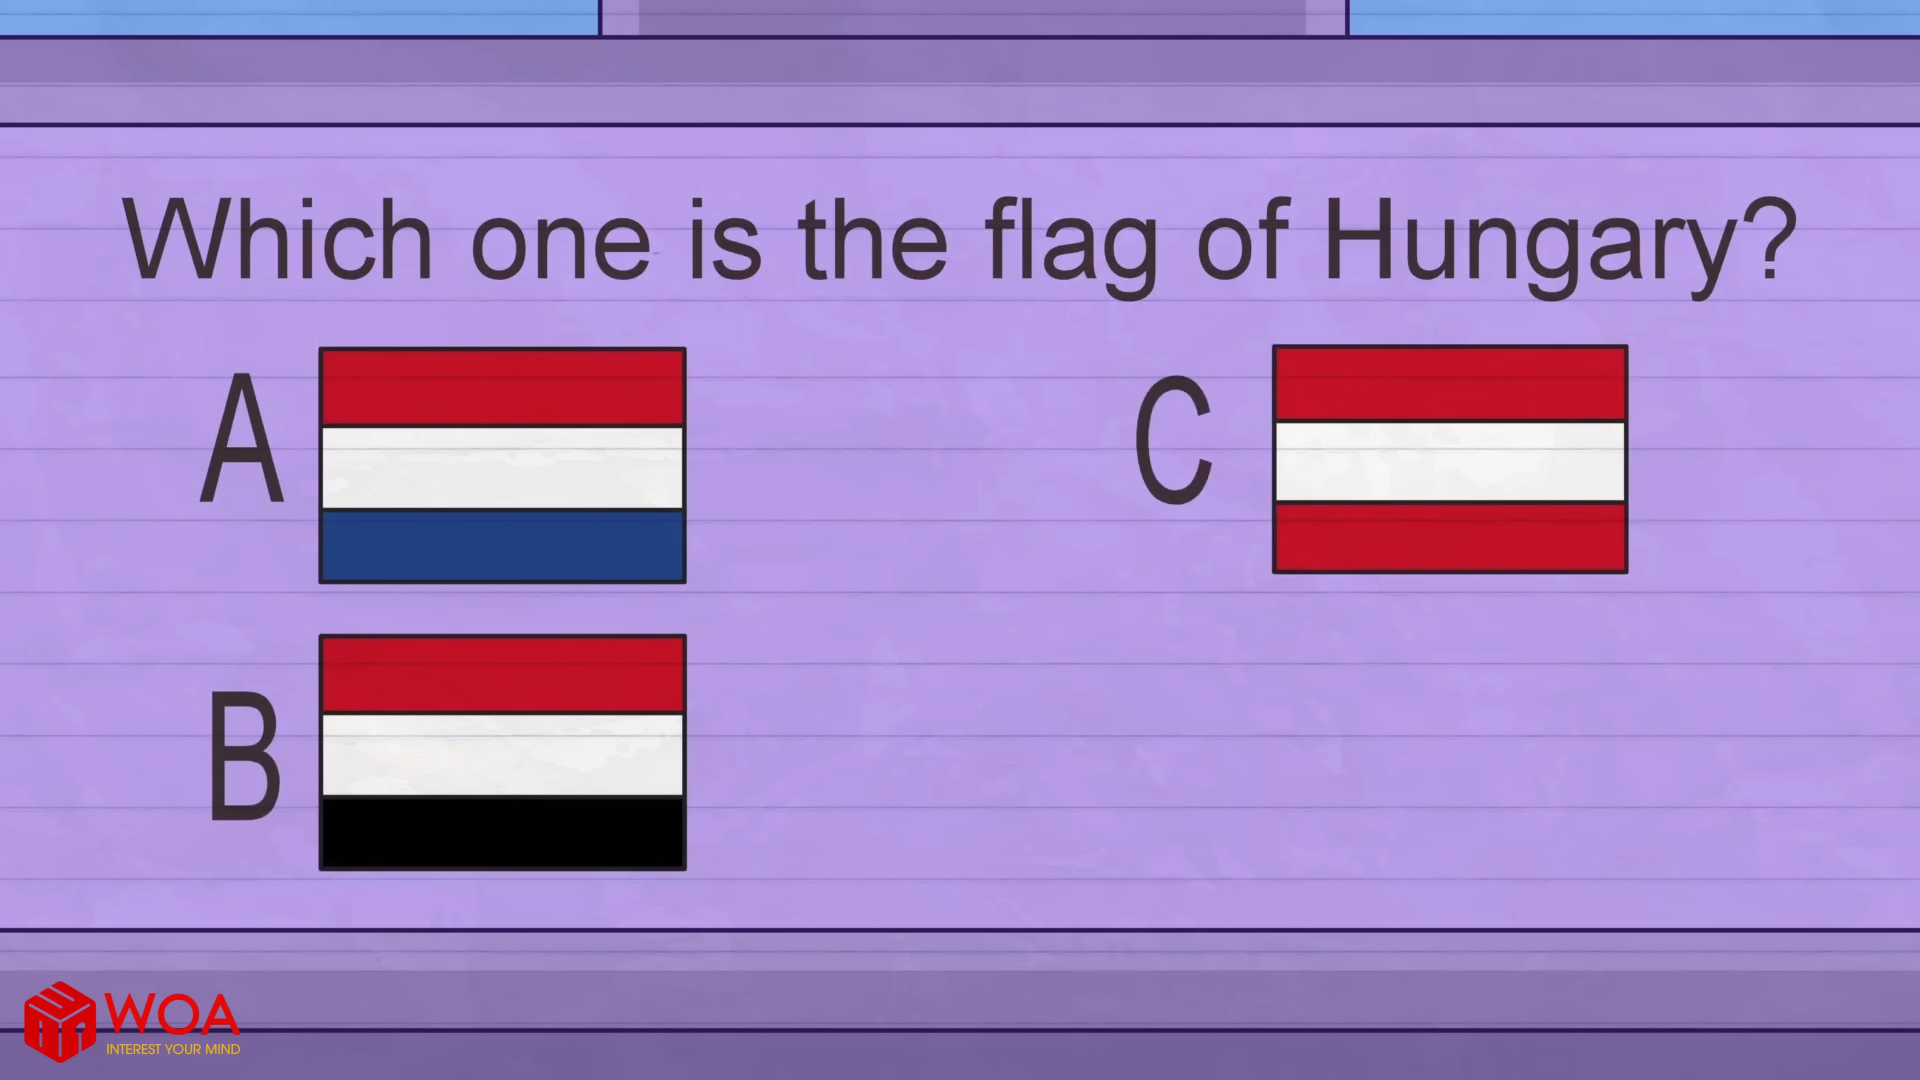 Which one is the flag of Hungary?
A
C
B
WOA
INTEREST YOUR MIND